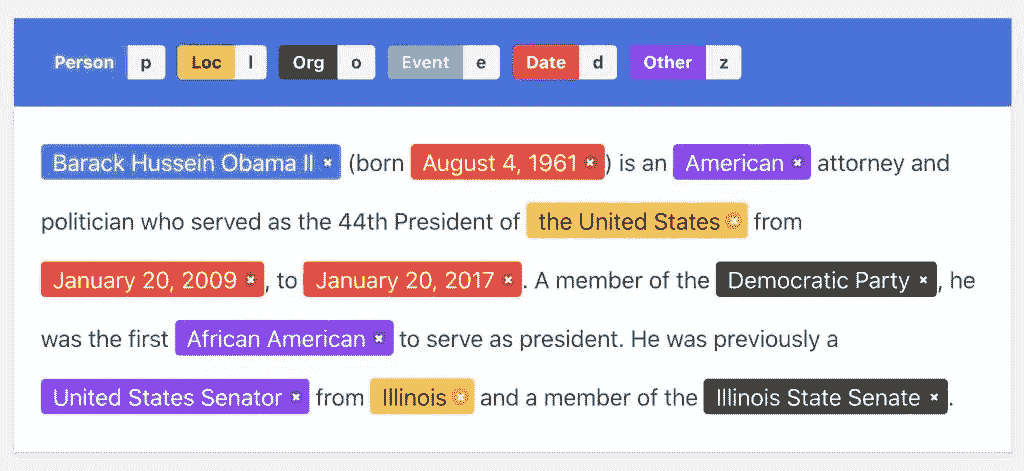 Person p Loc l Org o Event e Date d Other z
Barack Hussein Obama II (born August 4, 1961) is an American attorney and
politician who served as the 44th President of the United States from
January 20, 2009, to January 20, 2017. A member of the Democratic Party, he
was the first African American to serve as president. He was previously a
United States Senator from Illinois and a member of the Illinois State Senate.